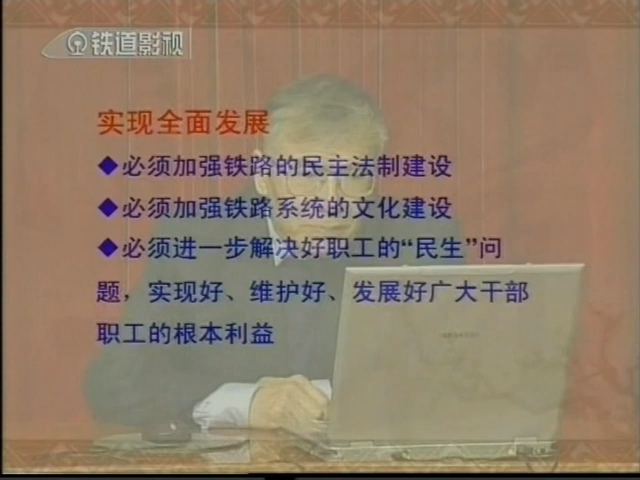 铁道影视
实现全面发展
◆必须加强铁路的民主法制建设
◆必须加强铁路系统的文化建设
◆必须进一步解决好职工的“民生”问
题，实现好、维护好、发展好广大干部
职工的根本利益